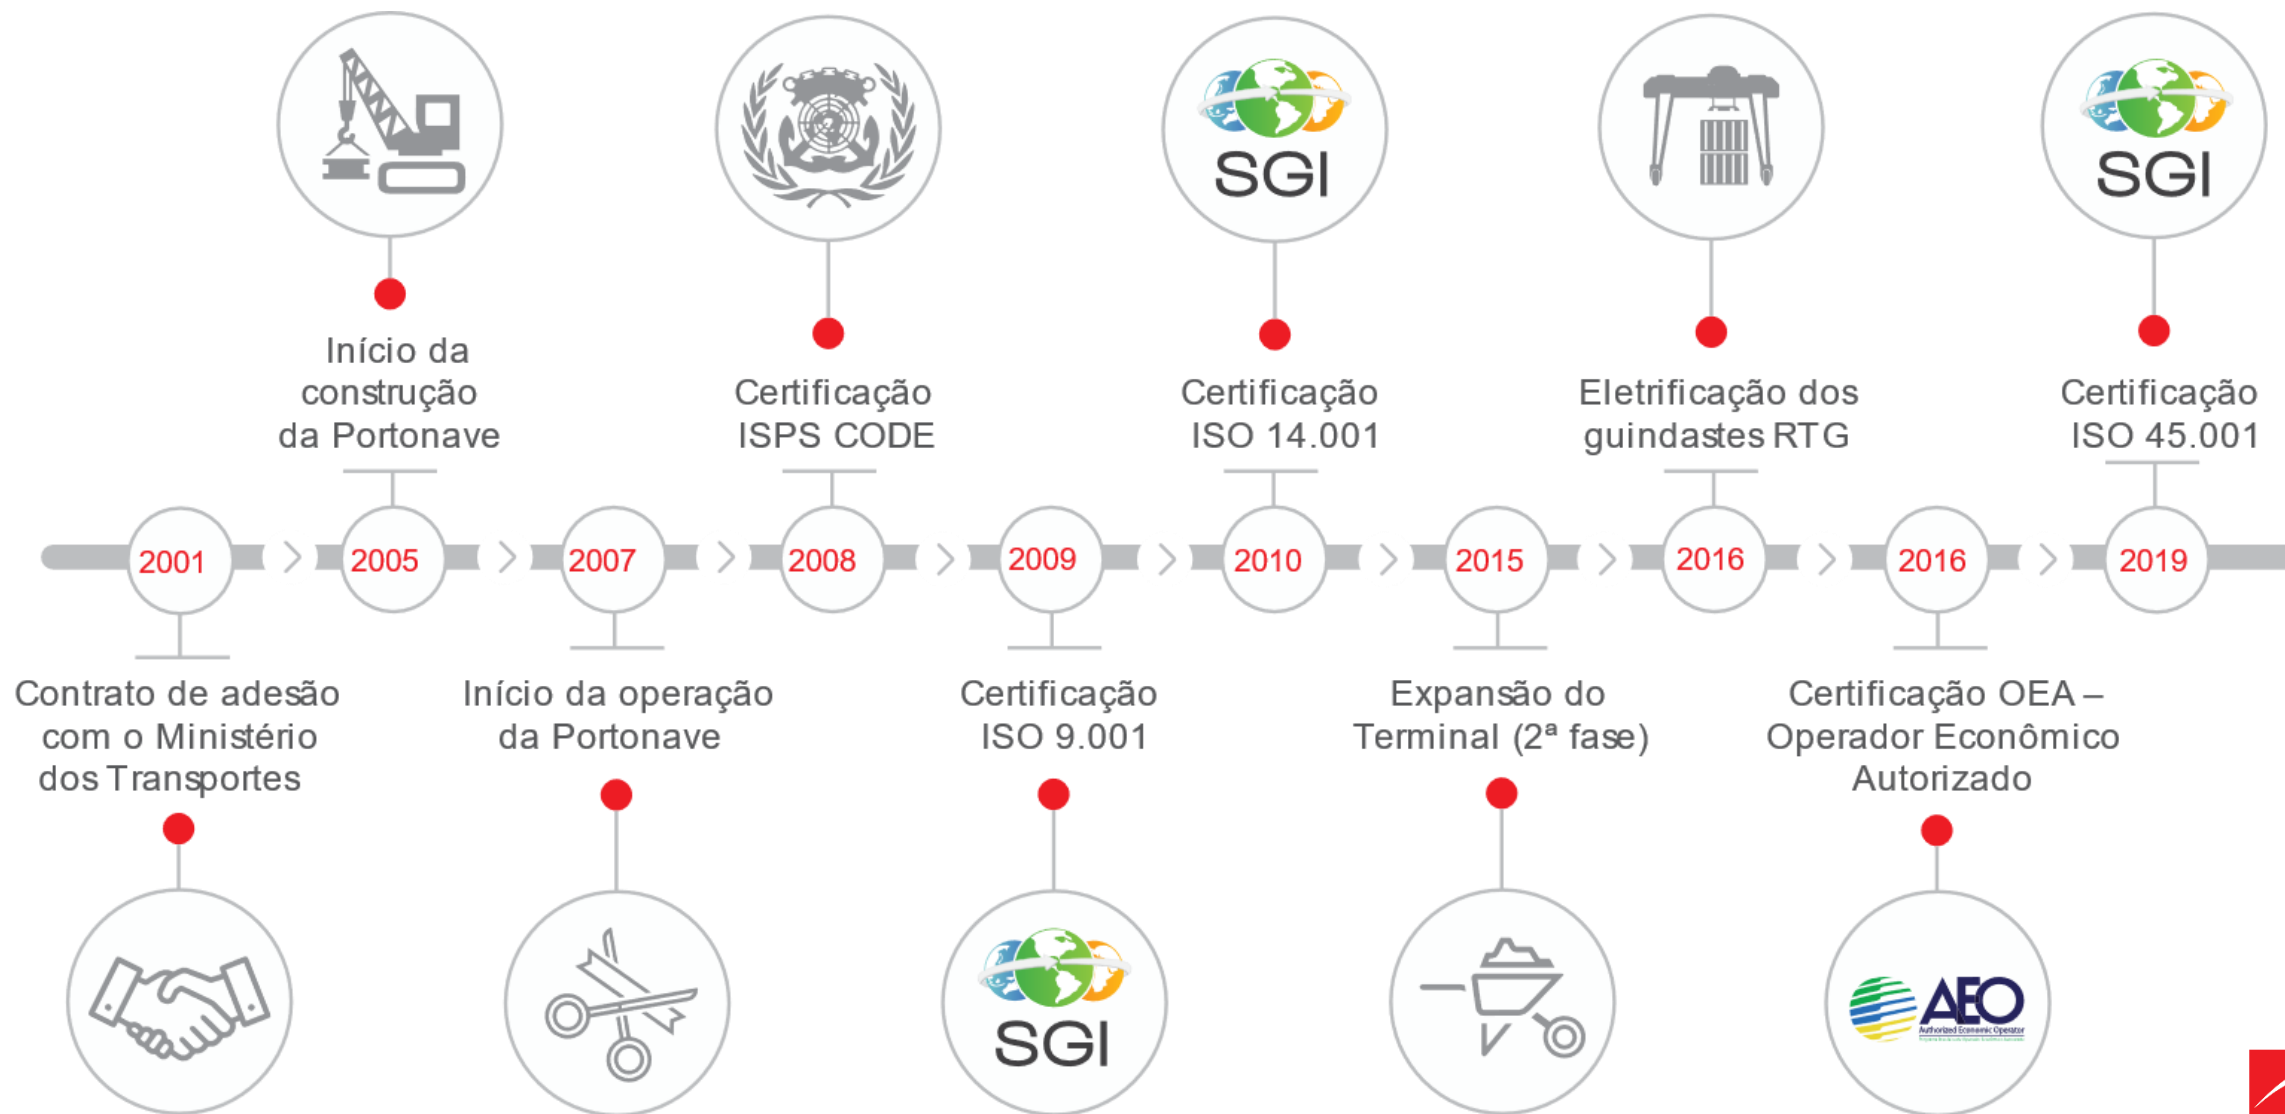 SGI
SGI
Início da
construção
da Portonave
Certificação
ISPS CODE
Certificação
ISO 14.001
Eletrificação dos
guindastes RTG
Certificação
ISO 45.001
2001
2005
2007
2008
2009
2010
2015
2016
2016
2019
Contrato de adesão
com o Ministério
dos Transportes
Início da operação
da Portonave
Certificação
ISO 9.001
Expansão do
Terminal (2ª fase)
Certificação OEA –
Operador Econômico
Autorizado
SGI
AEO
Authorized Economic Operator